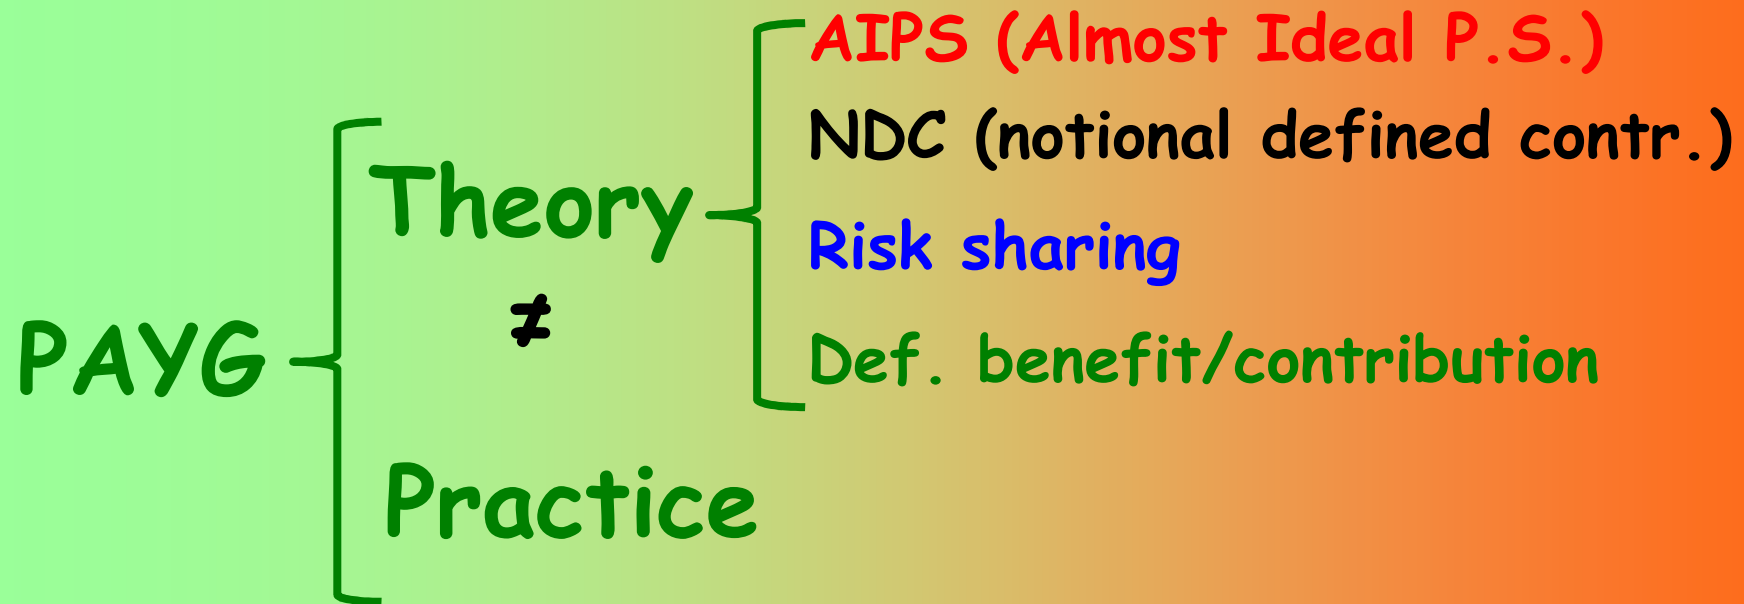 AIPS (Almost Ideal P.S.)
NDC (notional defined contr.)
Theory
Risk sharing
≠
PAYG
Def. benefit/contribution
Practice